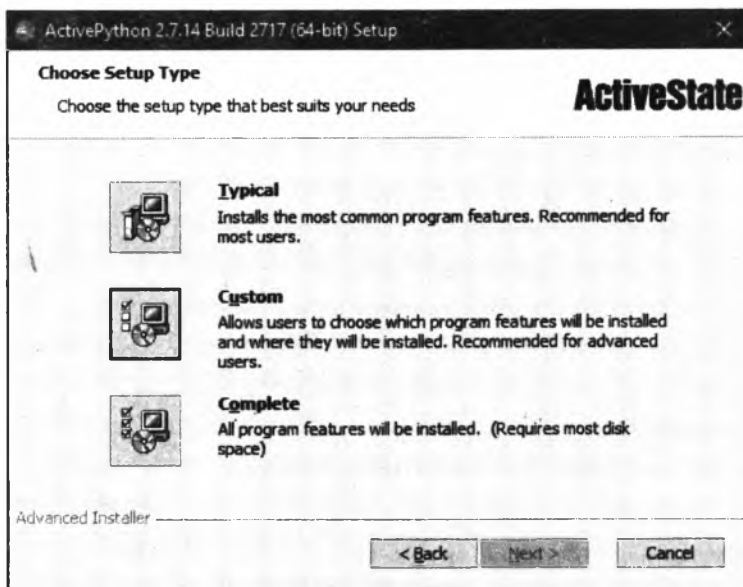 ActivePython 2.7.14 Build 2717 (64-bit) Setup
Choose Setup Type
Choose the setup type that best suits your needs
ActiveState
Typical
Installs the most common program features. Recommended for
most users.
Custom
Allows users to choose which program features will be installed
and where they will be installed. Recommended for advanced
users.
Complete
All program features will be installed. (Requires most disk
space)
Advanced Installer
< Back
Next >
Cancel